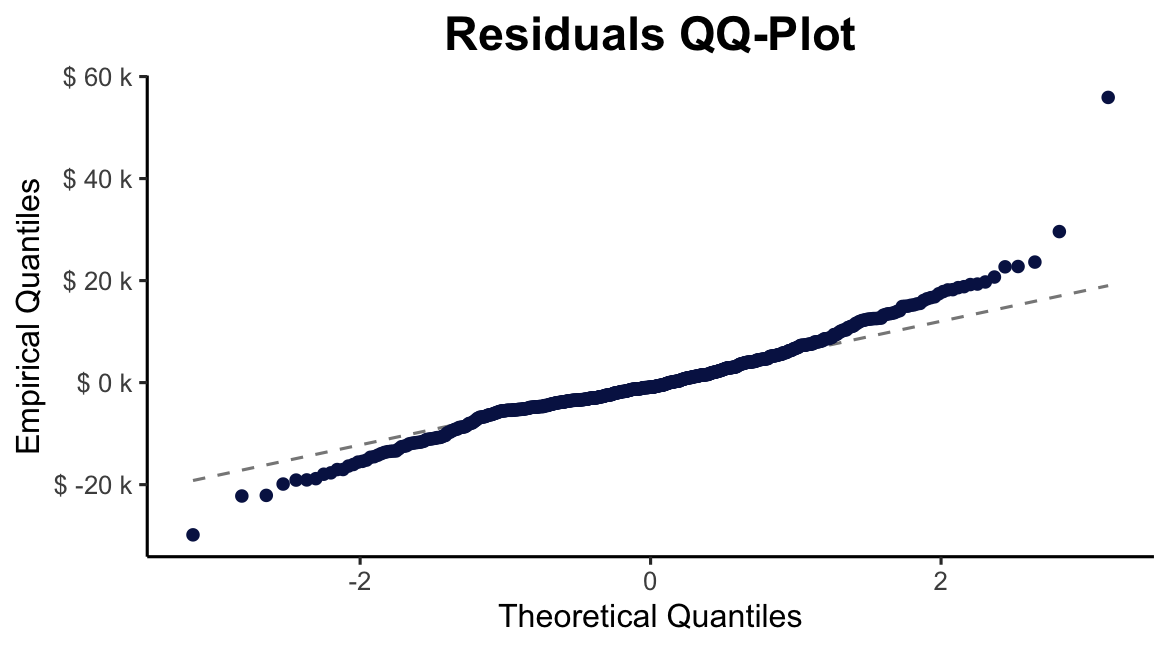 Residuals QQ-Plot
$ 60 k
$ 40 k
$ 20 k
$ 0 k
$ -20 k
Empirical Quantiles
-2
0
2
Theoretical Quantiles